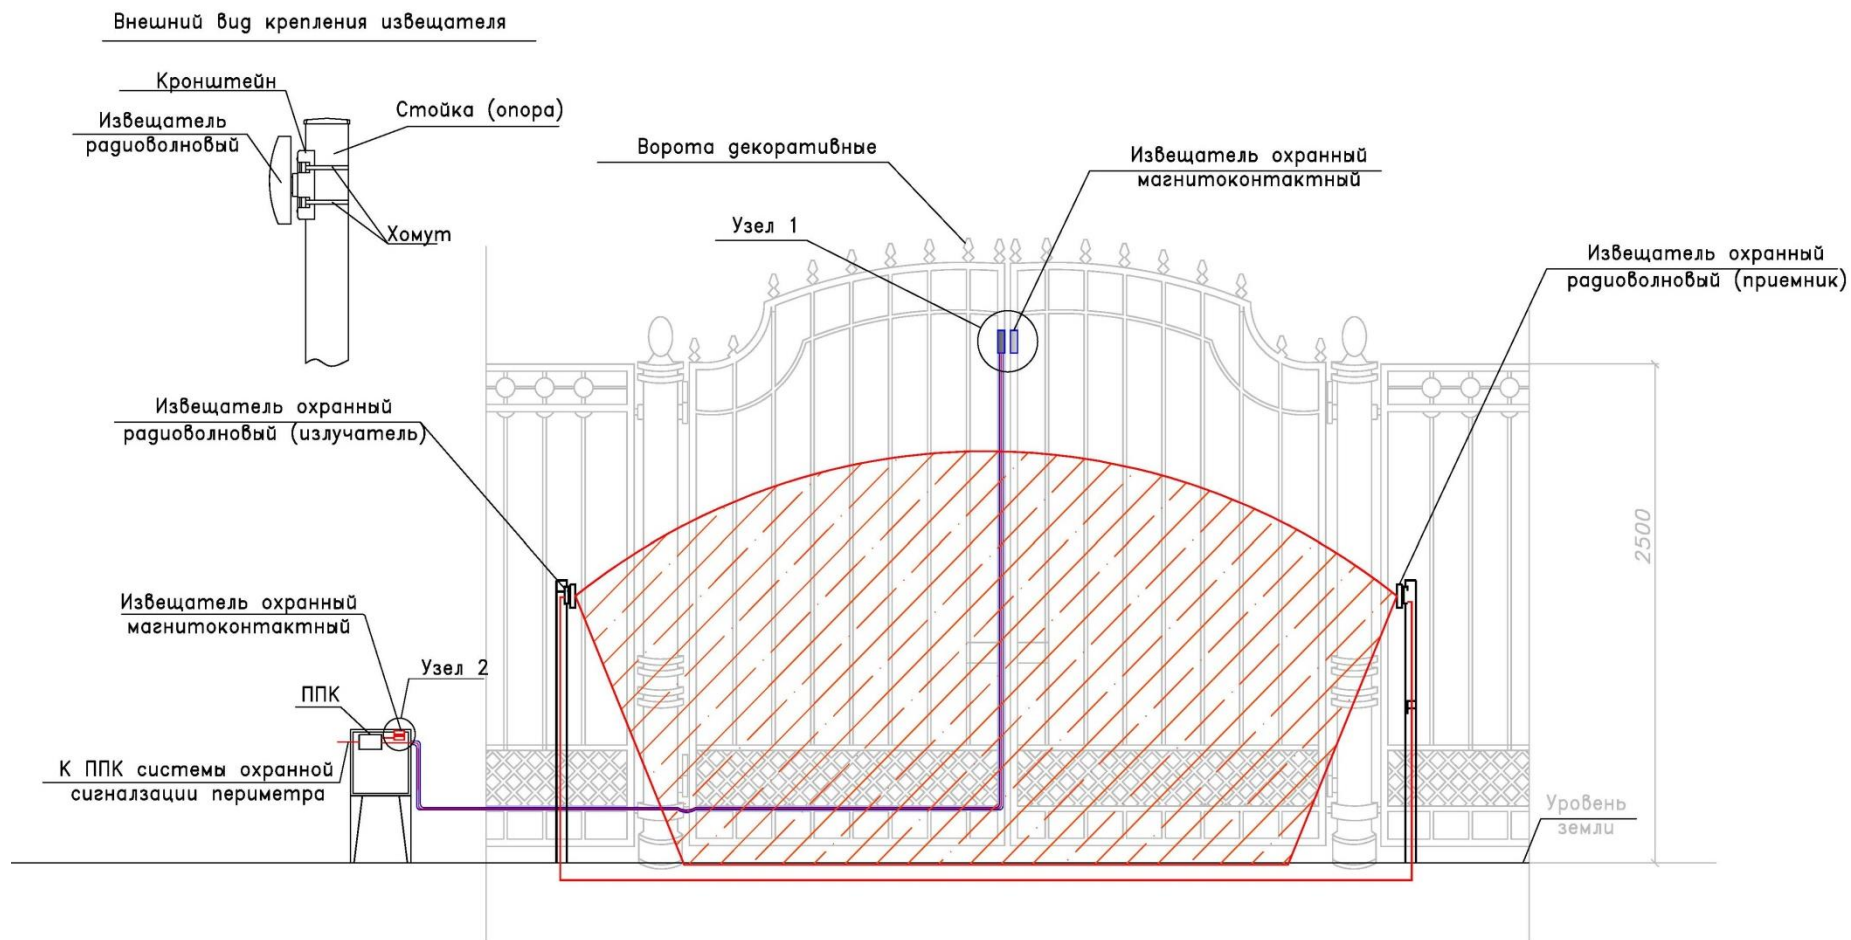 Внешний вид крепления извещателя
Кронштейн
Стойка (опора)
Извещатель
радиоволновый
Хомут
Ворота декоративные
Извещатель охранный
магнитоконтактный
Узел 1
Извещатель охранный
радиоволновый (приемник)
Извещатель охранный
радиоволновый (излучатель)
2500
Извещатель охранный
магнитоконтактный
Узел 2
ППК
К ППК системы охранной
сигналзации периметра
Уровень
земли